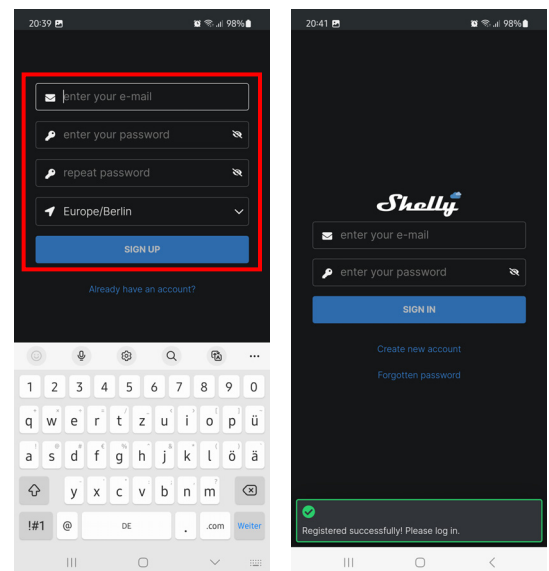 20:39
98%
enter your e-mail
enter your password
repeat password
Europe/Berlin
SIGN UP
Already have an account?
1 2 3 4 5 6 7 8 9 0
q w e r t z u i o p ü
a s d f g h j k l ö ä
y x c v b n m
!#1 @ DE . .com Weiter
20:41
98%
Shelly
enter your e-mail
enter your password
SIGN IN
Create new account
Forgotten password
Registered successfully! Please log in.